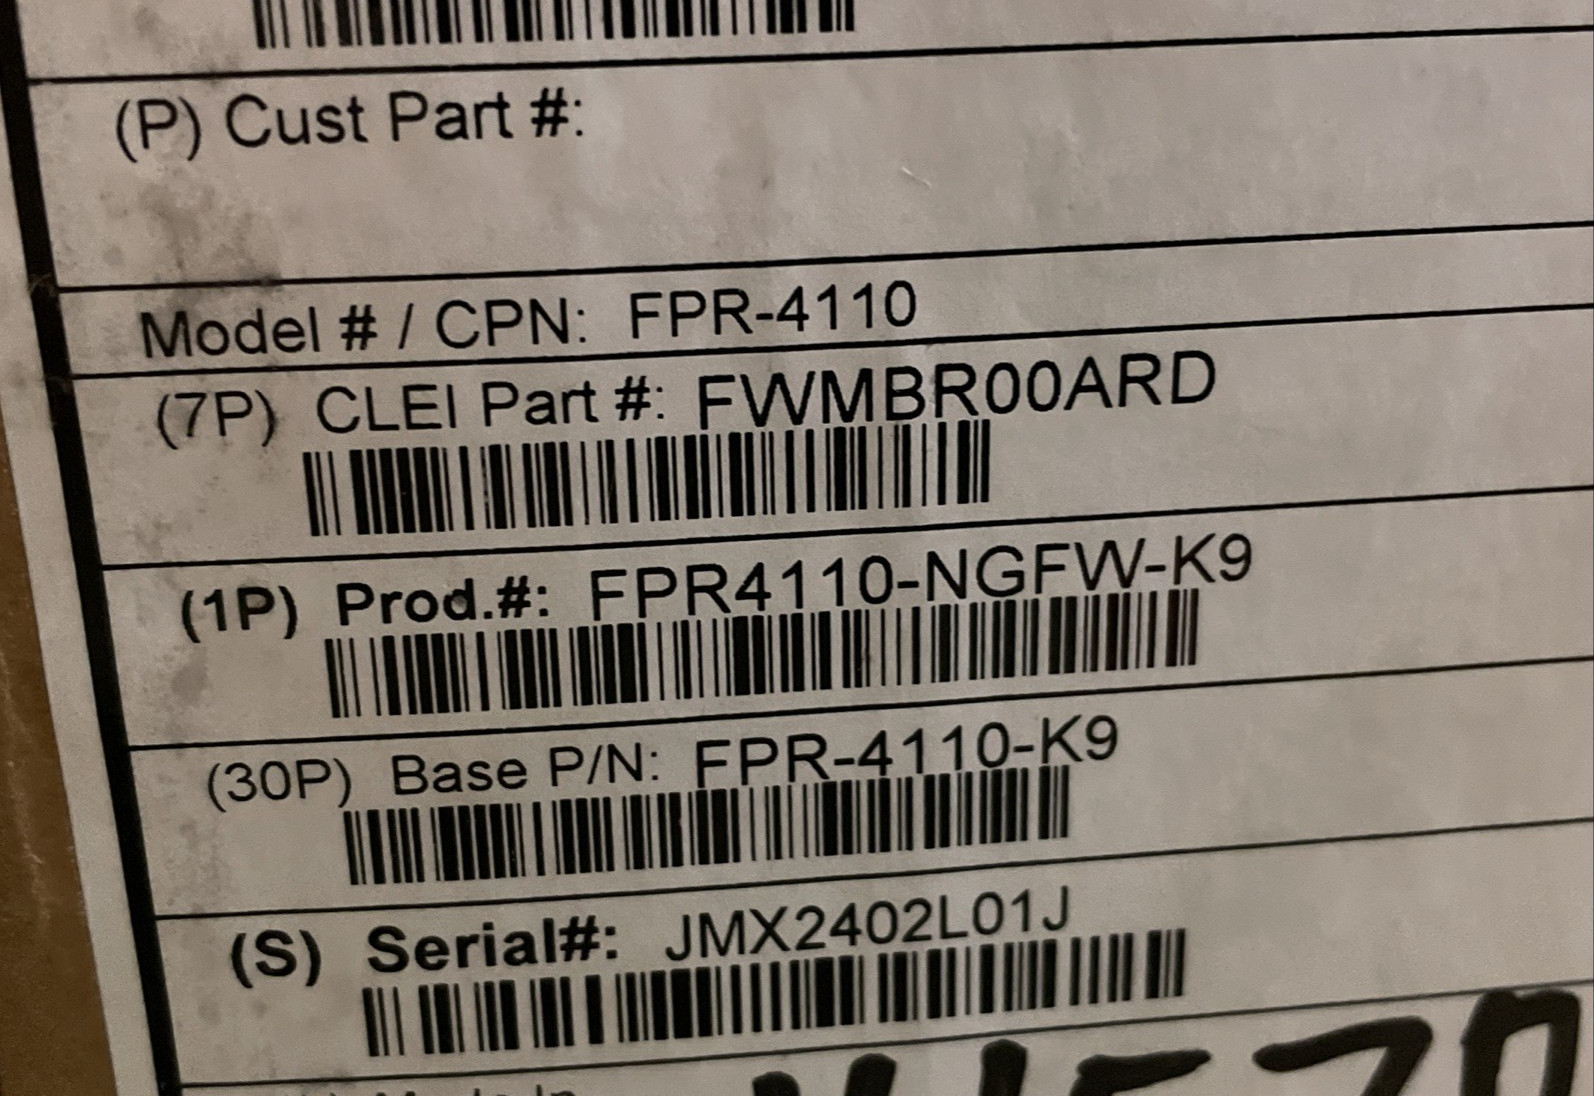 (P) Cust Part #:
Model # / CPN: FPR-4110
(7P) CLEI Part #: FWMBR00ARD
(1P) Prod.#: FPR4110-NGFW-K9
(30P) Base P/N: FPR-4110-K9
(S) Serial#: JMX2402L01J